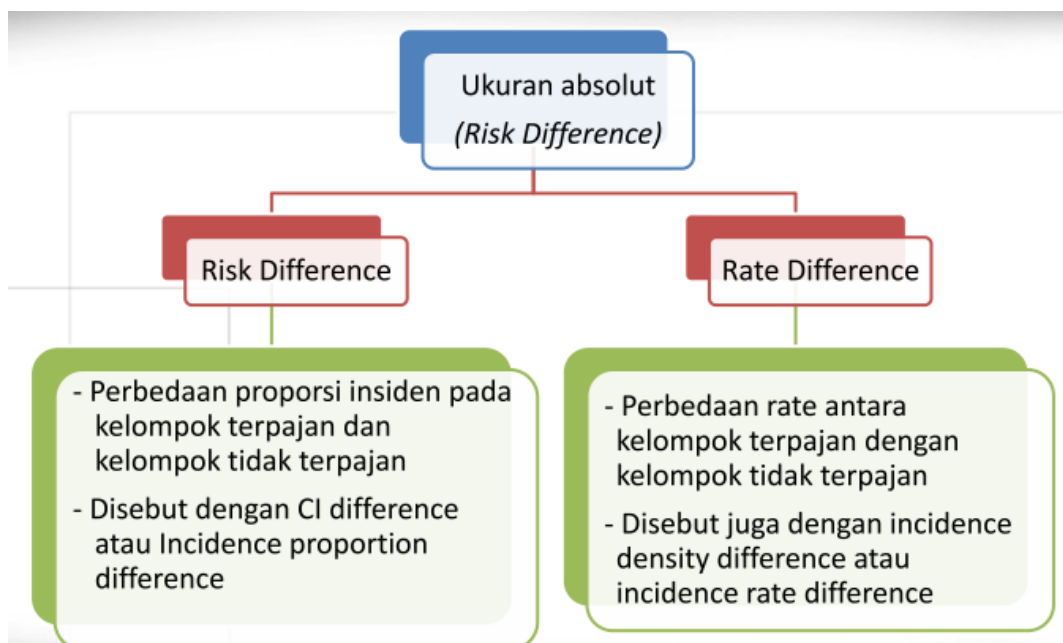 Ukuran absolut
(Risk Difference)
Risk Difference
Rate Difference
- Perbedaan proporsi insiden pada
kelompok terpajan dan
kelompok tidak terpajan
- Disebut dengan CI difference
atau Incidence proportion
difference
- Perbedaan rate antara
kelompok terpajan dengan
kelompok tidak terpajan
- Disebut juga dengan incidence
density difference atau
incidence rate difference